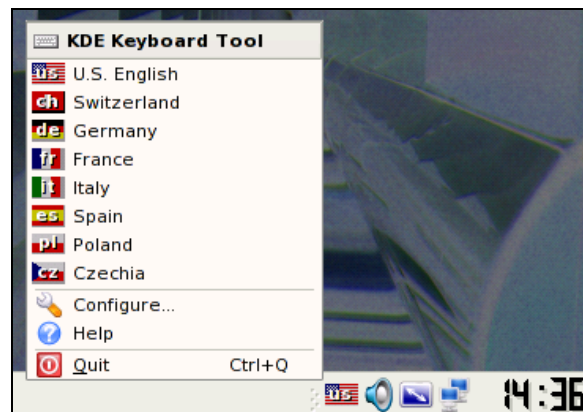 KDE Keyboard Tool
us U.S. English
ch Switzerland
de Germany
fr France
it Italy
es Spain
pl Poland
cz Czechia
Configure...
Help
Quit Ctrl+Q
us 14:36